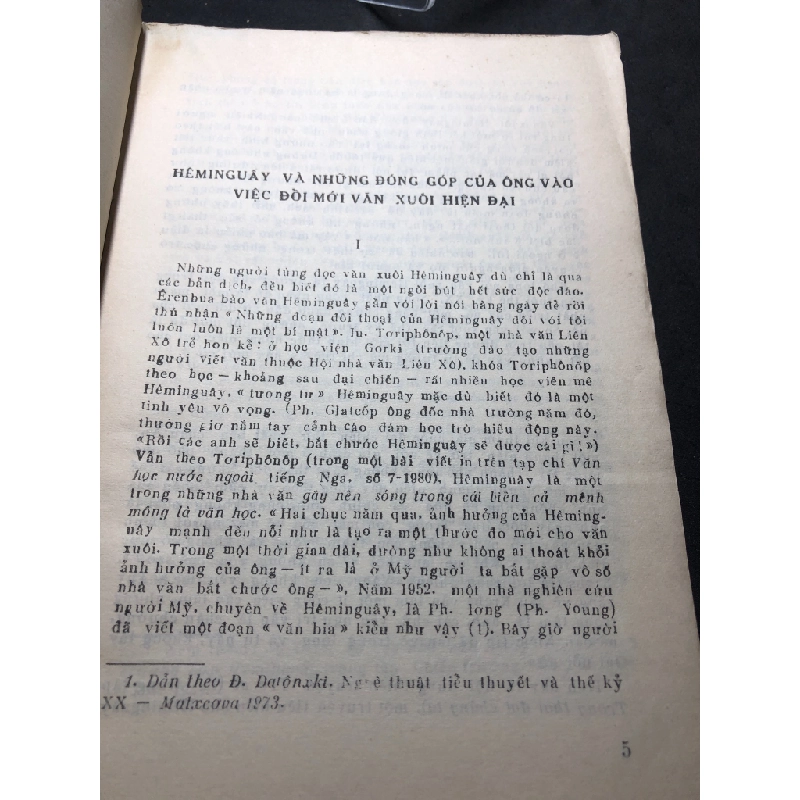 HÊMINGUÂY VÀ NHỮNG ĐÓNG GÓP CỦA ÔNG VÀO
VIỆC ĐỔI MỚI VĂN XUÔI HIỆN ĐẠI
I
Những người từng đọc văn xuôi Hêminguây dù chỉ là qua
các bản dịch, đều biết đó là một ngòi bút hết sức độc đáo.
Êrenbua bảo văn Hêminguây gần với lời nói hàng ngày để rồi
thú nhận « Những đoạn đối thoại của Hêminguây đối với tôi
luôn luôn là một bí mật ». Iu. Tơriphônôp, một nhà văn Liên
Xô trẻ hơn kể: ở học viện Gorki (trường đào tạo những
người viết văn thuộc Hội nhà văn Liên Xô), khóa Tơriphônôp
theo học — khoảng sau đại chiến — rất nhiều học viên mê
Hêminguây, « tương tư » Hêminguây mặc dù biết đó là một
tình yêu vô vọng. (Ph. Glatcốp ông đốc nhà trường năm đó,
thường giơ nắm tay cảnh cáo đám học trò hiếu động này.
«Rồi các anh sẽ biết, bắt chước Hêminguây sẽ được cái gì!»)
Vẫn theo Tơriphônôp (trong một bài viết in trên tạp chí Văn
học nước ngoài tiếng Nga, số 7-1980), Hêminguây là một
trong những nhà văn gây nên sóng trong cái biển cả mênh
mông là văn học. «Hai chục năm qua, ảnh hưởng của Hêming-
uây mạnh đến nỗi như là tạo ra một thước đo mới cho văn
xuôi. Trong một thời gian dài, dường như không ai thoát khỏi
ảnh hưởng của ông — ít ra là ở Mỹ người ta bắt gặp vô số
nhà văn bắt chước ông —», Năm 1952, một nhà nghiên cứu
người Mỹ, chuyên về Hêminguây, là Ph. Iơng (Ph. Young)
đã viết một đoạn « văn bia » kiểu như vậy (1). Bây giờ người
1. Dẫn theo Đ. Datônxki. Nghệ thuật tiểu thuyết và thế kỷ
XX — Matxcơva 1973.
5